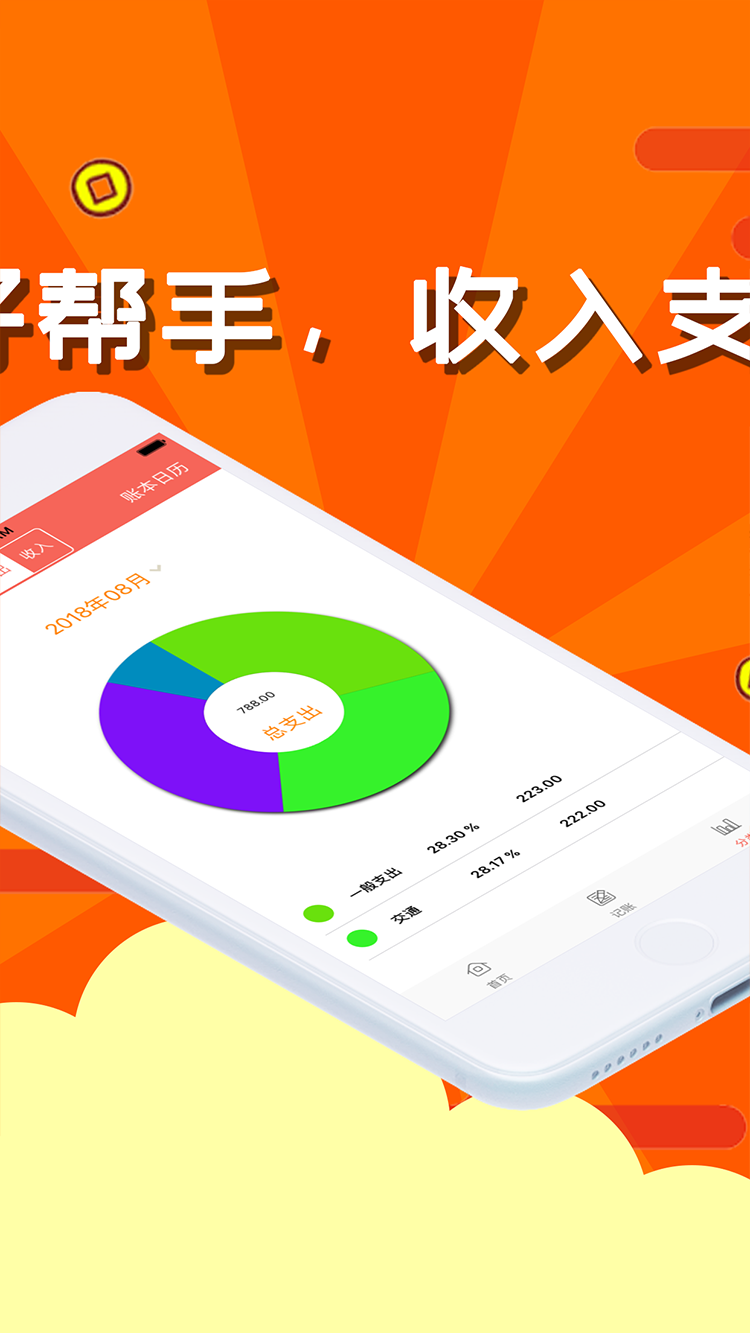 好帮手，收入支
账本日历
收入
2018年08月
788.00
总支出
一般支出 28.30 % 223.00
交通 28.17 % 222.00
首页 记账